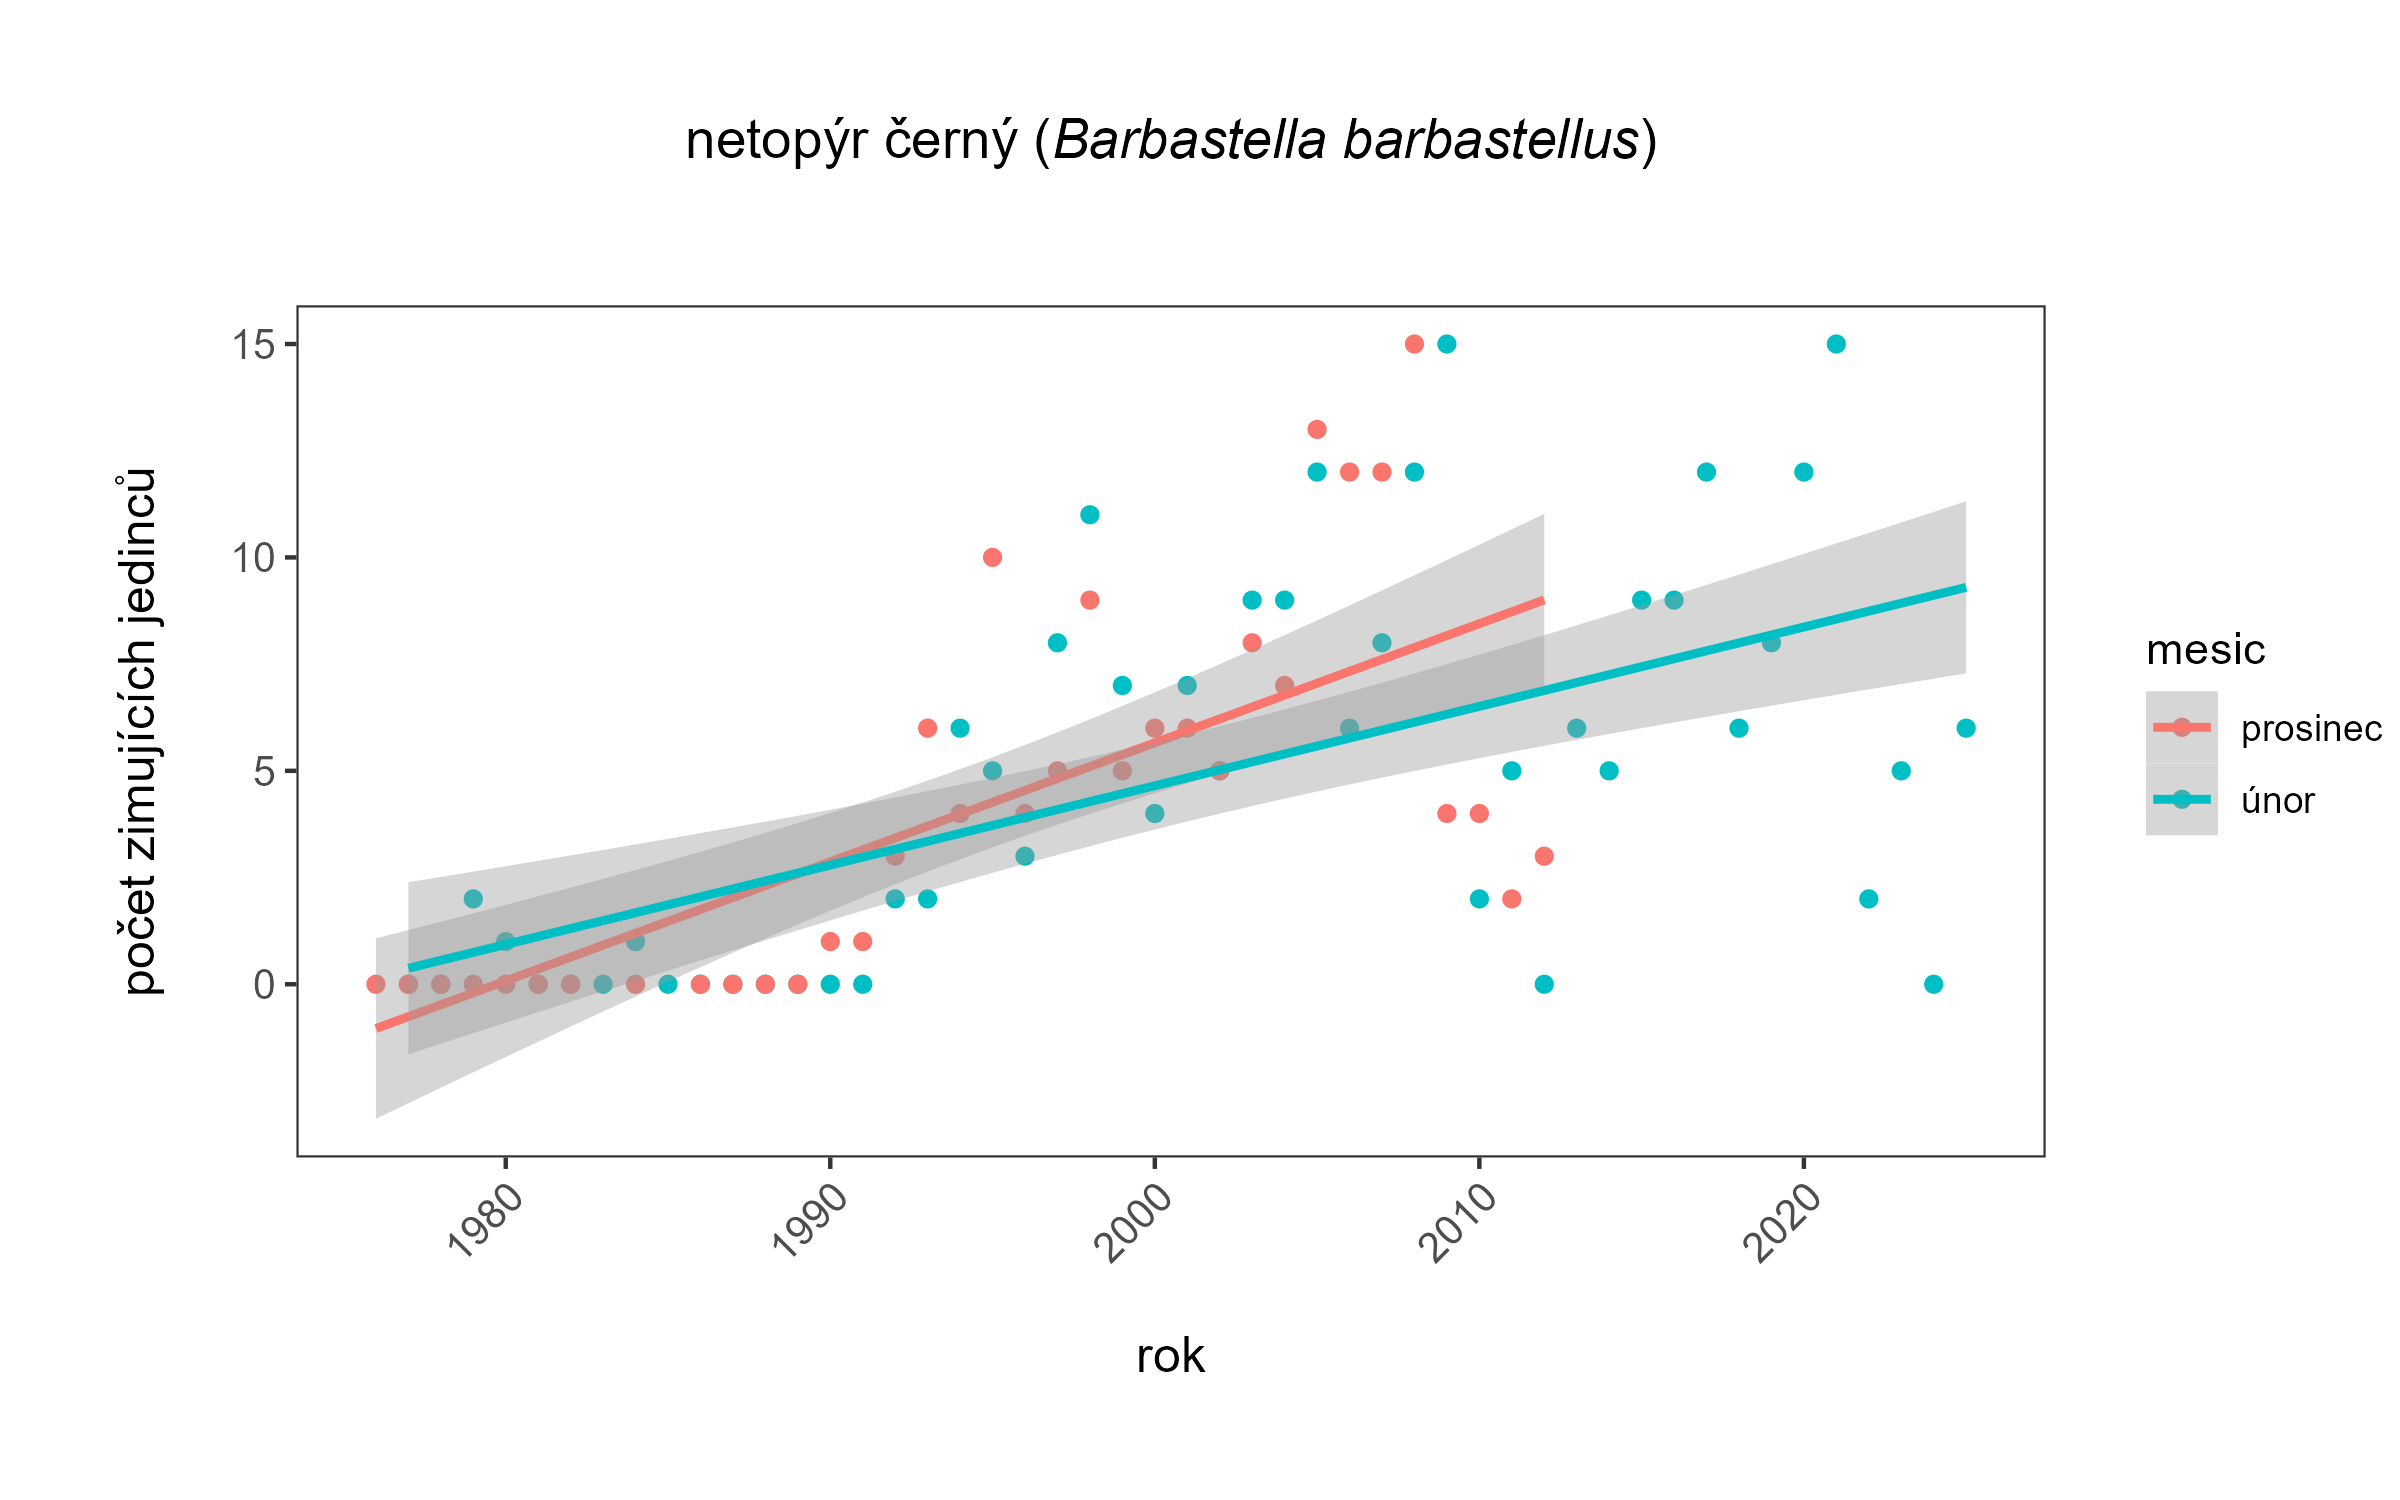 netopýr černý (Barbastella barbastellus)
počet zimujících jedinců
15
10
5
0
1980
1990
2000
2010
2020
rok
mesic
prosinec
únor